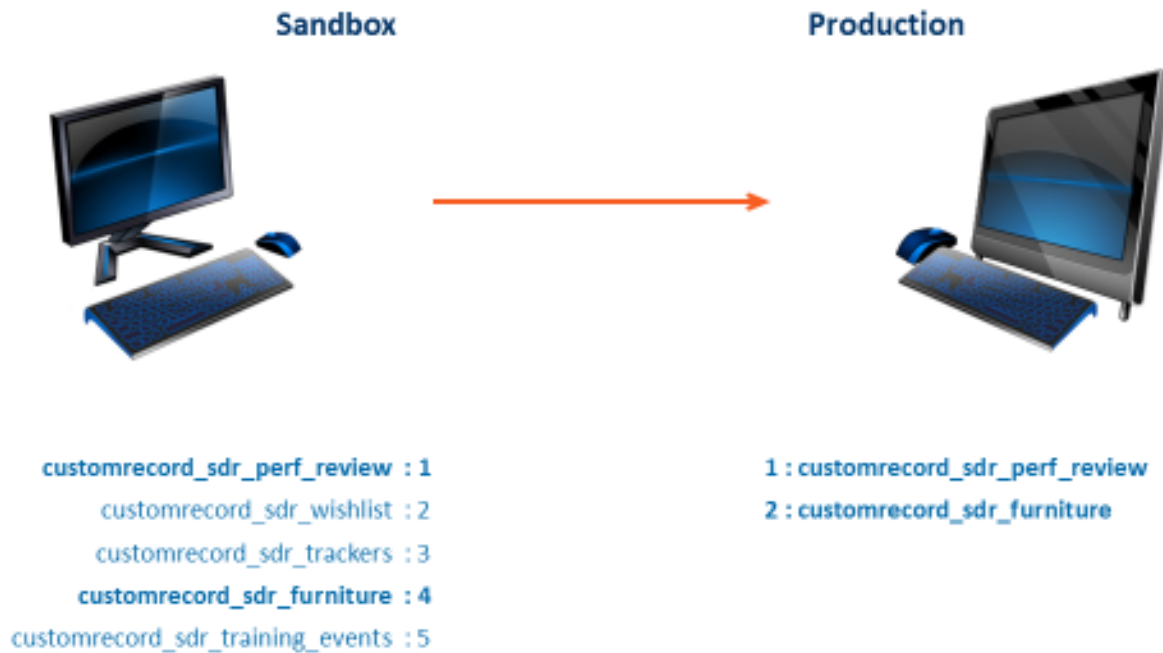 Sandbox
Production
customrecord_sdr_perf_review : 1
customrecord_sdr_wishlist : 2
customrecord_sdr_trackers : 3
customrecord_sdr_furniture : 4
customrecord_sdr_training_events : 5
1 : customrecord_sdr_perf_review
2 : customrecord_sdr_furniture